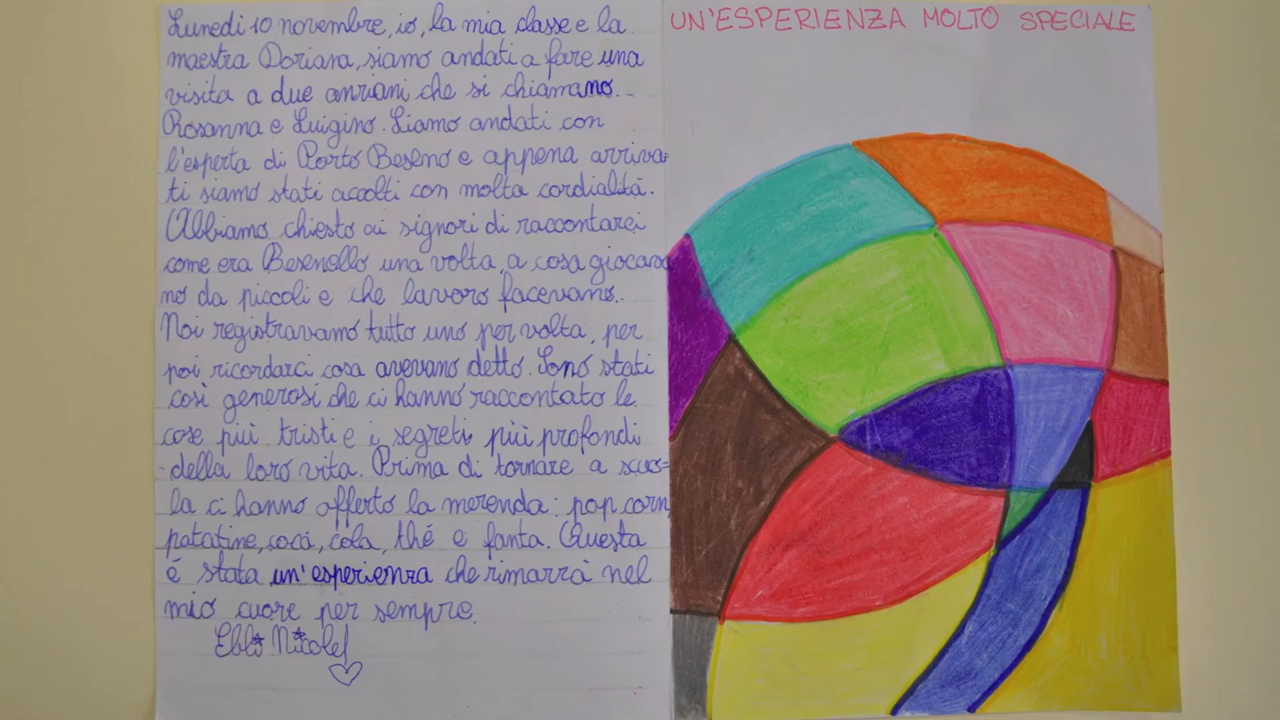 Lunedì 10 novembre, io, la mia classe e la
maestra Doriana, siamo andati a fare una
visita a due anziani che si chiamano
Rosanna e Luigino. Siamo andati con
l'esperta di Porto Beseno e appena arriva-
ti siamo stati accolti con molta cordialità.
Abbiamo chiesto ai signori di raccontarci
come era Besenello una volta, a cosa giocava
no da piccoli e che lavoro facevano.
Noi registravamo tutto uno per volta, per
poi ricordarci cosa avevano detto. Sono stati
così generosi che ci hanno raccontato le
cose più tristi e i segreti più profondi
della loro vita. Prima di tornare a scuo=
la ci hanno offerto la merenda: pop corn,
patatine, coca, cola, thé e fanta. Questa
è stata un'esperienza che rimarrà nel
mio cuore per sempre.
Nicole
UN'ESPERIENZA MOLTO SPECIALE